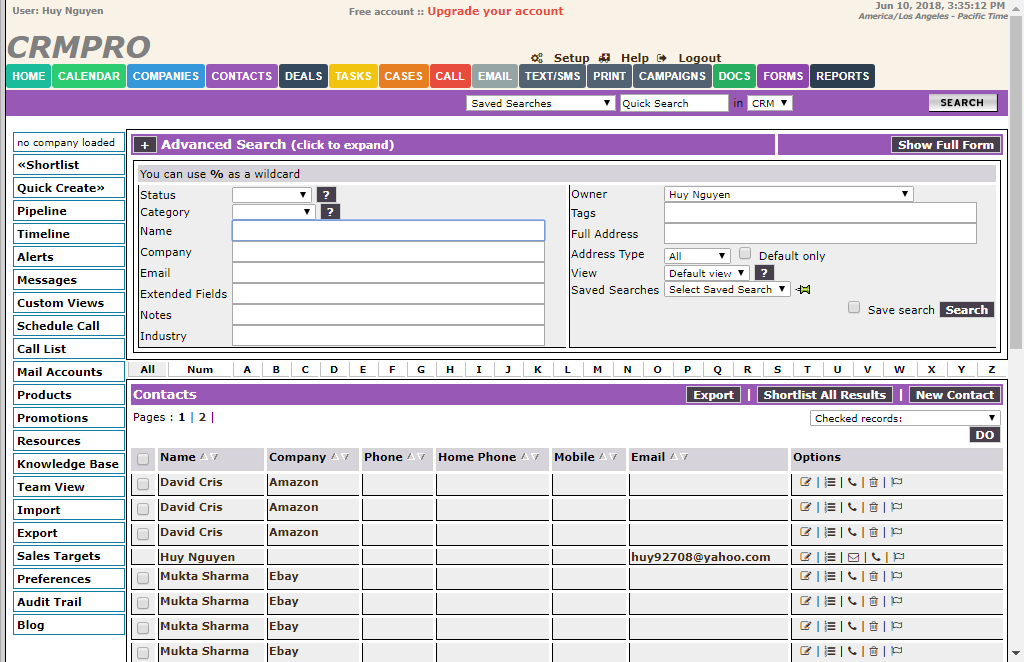 User: Huy Nguyen
Free account :: Upgrade your account
Jun 10, 2018, 3:35:12 PM
America/Los Angeles - Pacific Time
CRMPRO
Setup Help Logout
HOME CALENDAR COMPANIES CONTACTS DEALS TASKS CASES CALL EMAIL TEXT/SMS PRINT CAMPAIGNS DOCS FORMS REPORTS
Saved Searches Quick Search in CRM SEARCH
no company loaded
«Shortlist
Quick Create»
Pipeline
Timeline
Alerts
Messages
Custom Views
Schedule Call
Call List
Mail Accounts
Products
Promotions
Resources
Knowledge Base
Team View
Import
Export
Sales Targets
Preferences
Audit Trail
Blog
+ Advanced Search (click to expand) Show Full Form
You can use % as a wildcard
Status ?
Category ?
Name
Company
Email
Extended Fields
Notes
Industry
Owner Huy Nguyen
Tags
Full Address
Address Type All Default only
View Default view ?
Saved Searches Select Saved Search
Save search Search
All Num A B C D E F G H I J K L M N O P Q R S T U V W X Y Z
Contacts Export | Shortlist All Results | New Contact
Pages : 1 | 2 |
Checked records:
DO
Name Company Phone Home Phone Mobile Email Options
David Cris Amazon | | | |
David Cris Amazon | | | |
David Cris Amazon | | | |
Huy Nguyen huy92708@yahoo.com | | | |
Mukta Sharma Ebay | | | |
Mukta Sharma Ebay | | | |
Mukta Sharma Ebay | | | |
Mukta Sharma Ebay | | | |